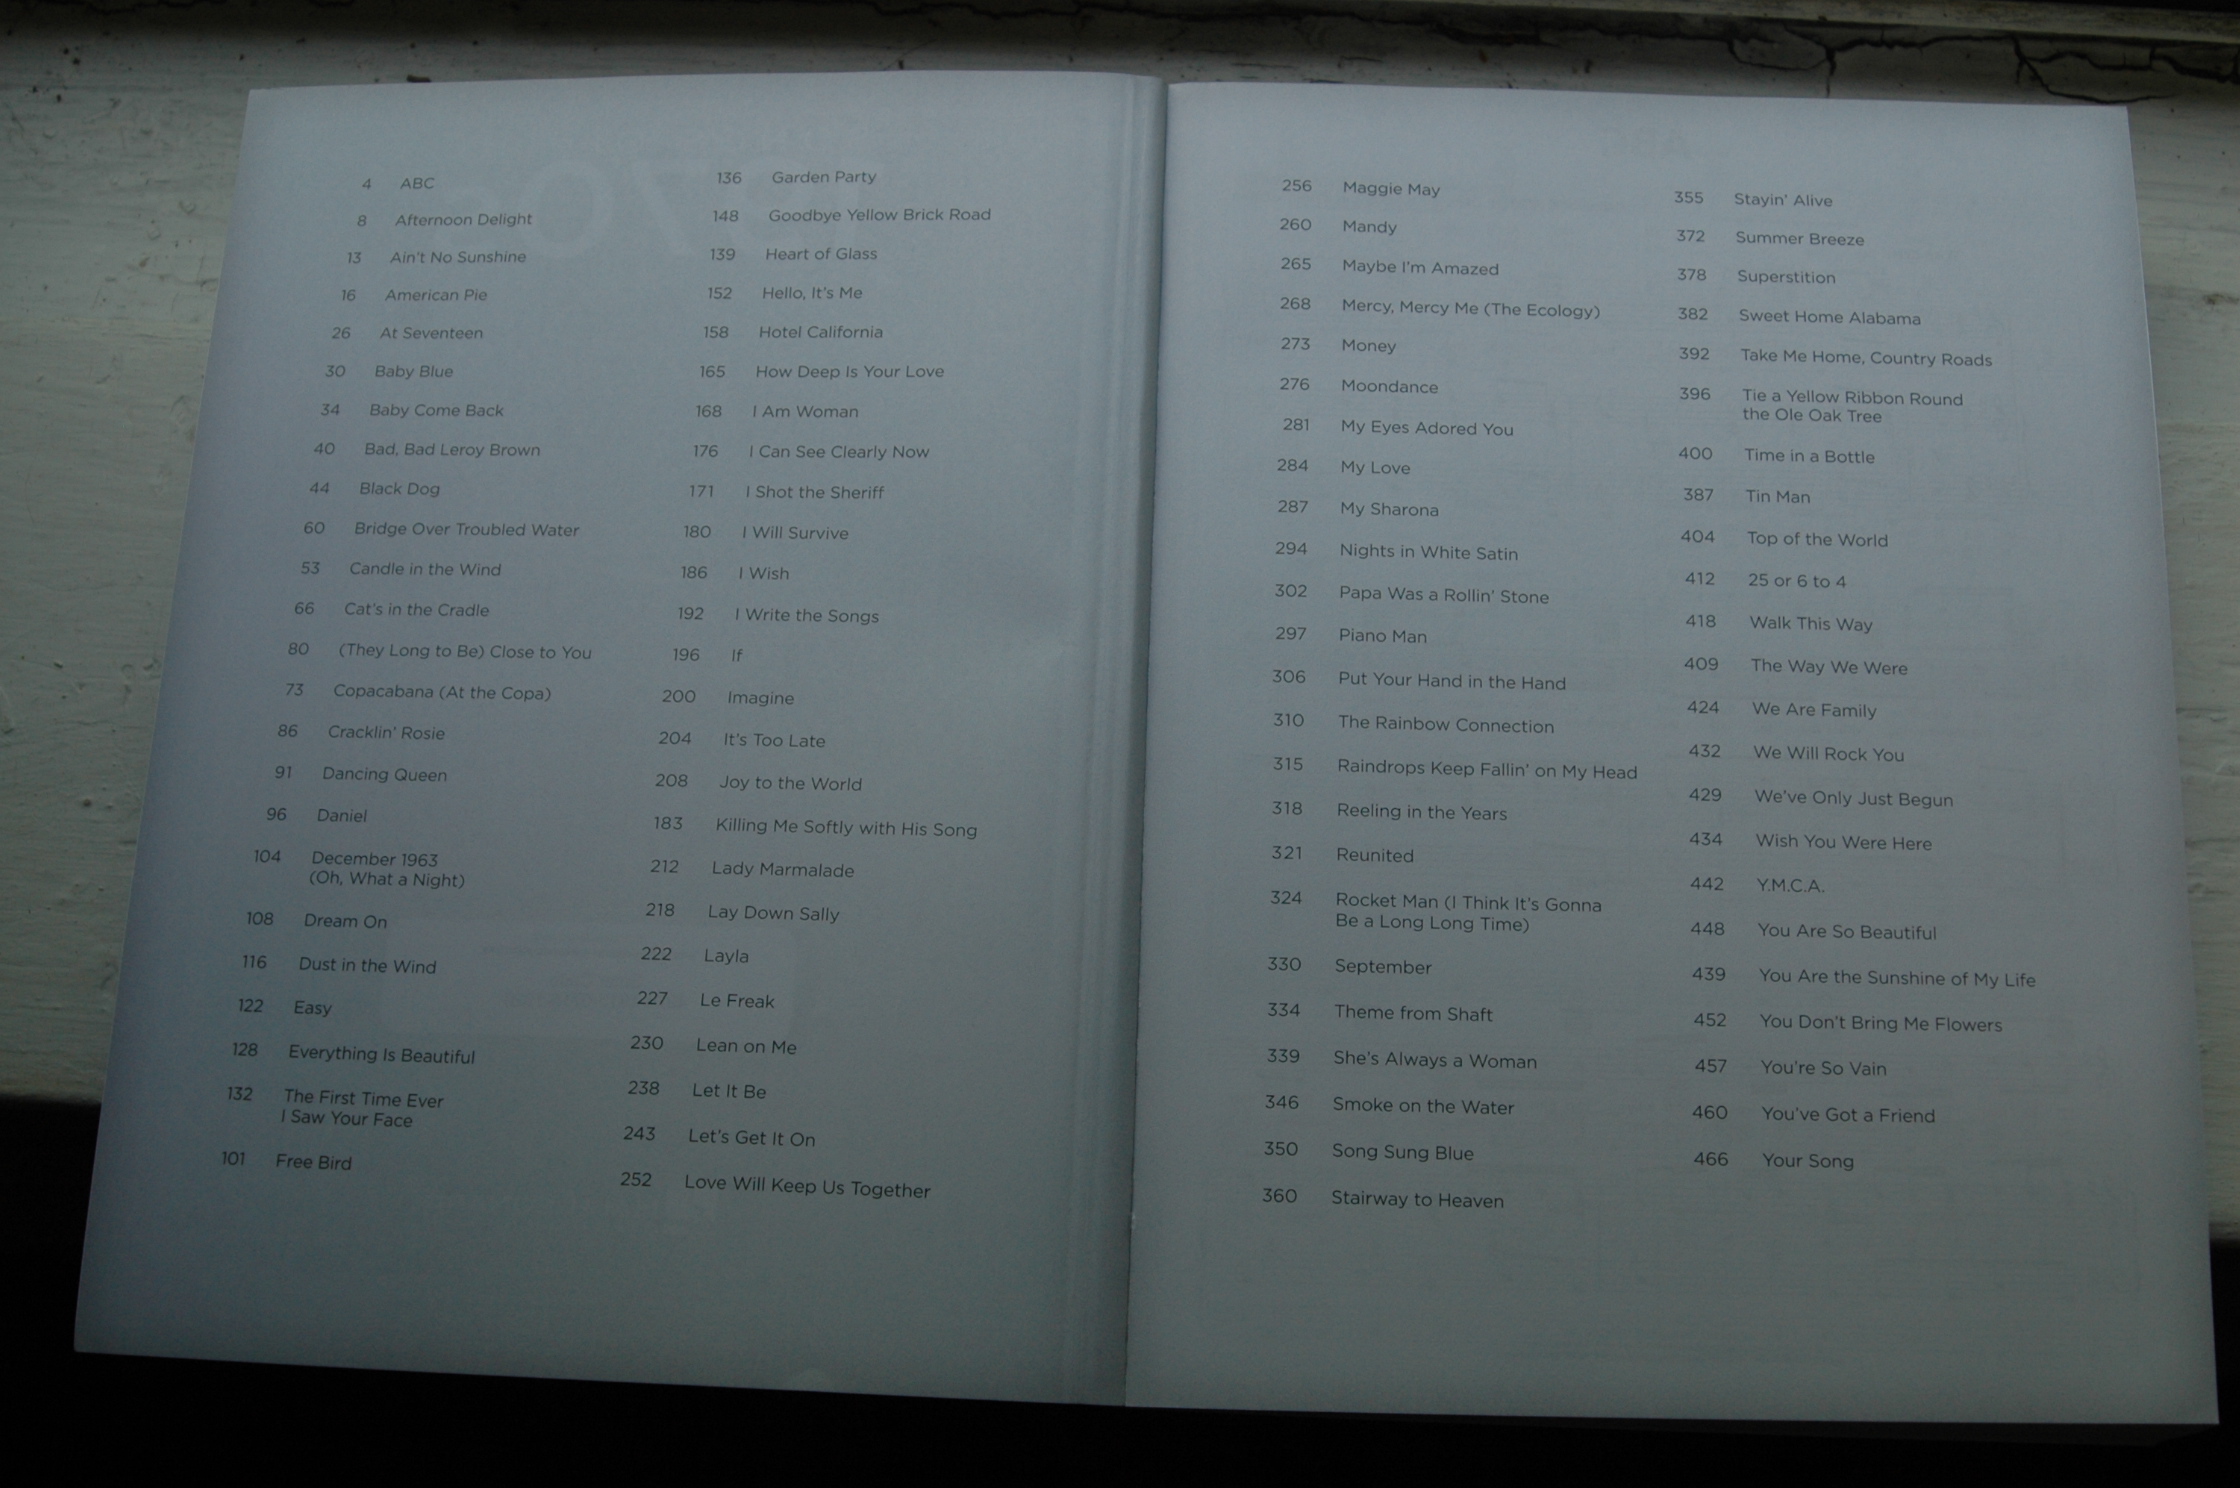 4 ABC
8 Afternoon Delight
13 Ain't No Sunshine
16 American Pie
26 At Seventeen
30 Baby Blue
34 Baby Come Back
40 Bad, Bad Leroy Brown
44 Black Dog
60 Bridge Over Troubled Water
53 Candle in the Wind
66 Cat's in the Cradle
80 (They Long to Be) Close to You
73 Copacabana (At the Copa)
86 Cracklin' Rosie
91 Dancing Queen
96 Daniel
104 December 1963
(Oh, What a Night)
108 Dream On
116 Dust in the Wind
122 Easy
128 Everything Is Beautiful
132 The First Time Ever
I Saw Your Face
101 Free Bird
136 Garden Party
148 Goodbye Yellow Brick Road
139 Heart of Glass
152 Hello, It's Me
158 Hotel California
165 How Deep Is Your Love
168 I Am Woman
176 I Can See Clearly Now
171 I Shot the Sheriff
180 I Will Survive
186 I Wish
192 I Write the Songs
196 If
200 Imagine
204 It's Too Late
208 Joy to the World
183 Killing Me Softly with His Song
212 Lady Marmalade
218 Lay Down Sally
222 Layla
227 Le Freak
230 Lean on Me
238 Let It Be
243 Let's Get It On
252 Love Will Keep Us Together
256 Maggie May
260 Mandy
265 Maybe I'm Amazed
268 Mercy, Mercy Me (The Ecology)
273 Money
276 Moondance
281 My Eyes Adored You
284 My Love
287 My Sharona
294 Nights in White Satin
302 Papa Was a Rollin' Stone
297 Piano Man
306 Put Your Hand in the Hand
310 The Rainbow Connection
315 Raindrops Keep Fallin' on My Head
318 Reeling in the Years
321 Reunited
324 Rocket Man (I Think It's Gonna
Be a Long Long Time)
330 September
334 Theme from Shaft
339 She's Always a Woman
346 Smoke on the Water
350 Song Sung Blue
360 Stairway to Heaven
355 Stayin' Alive
372 Summer Breeze
378 Superstition
382 Sweet Home Alabama
392 Take Me Home, Country Roads
396 Tie a Yellow Ribbon Round
the Ole Oak Tree
400 Time in a Bottle
387 Tin Man
404 Top of the World
412 25 or 6 to 4
418 Walk This Way
409 The Way We Were
424 We Are Family
432 We Will Rock You
429 We've Only Just Begun
434 Wish You Were Here
442 Y.M.C.A.
448 You Are So Beautiful
439 You Are the Sunshine of My Life
452 You Don't Bring Me Flowers
457 You're So Vain
460 You've Got a Friend
466 Your Song